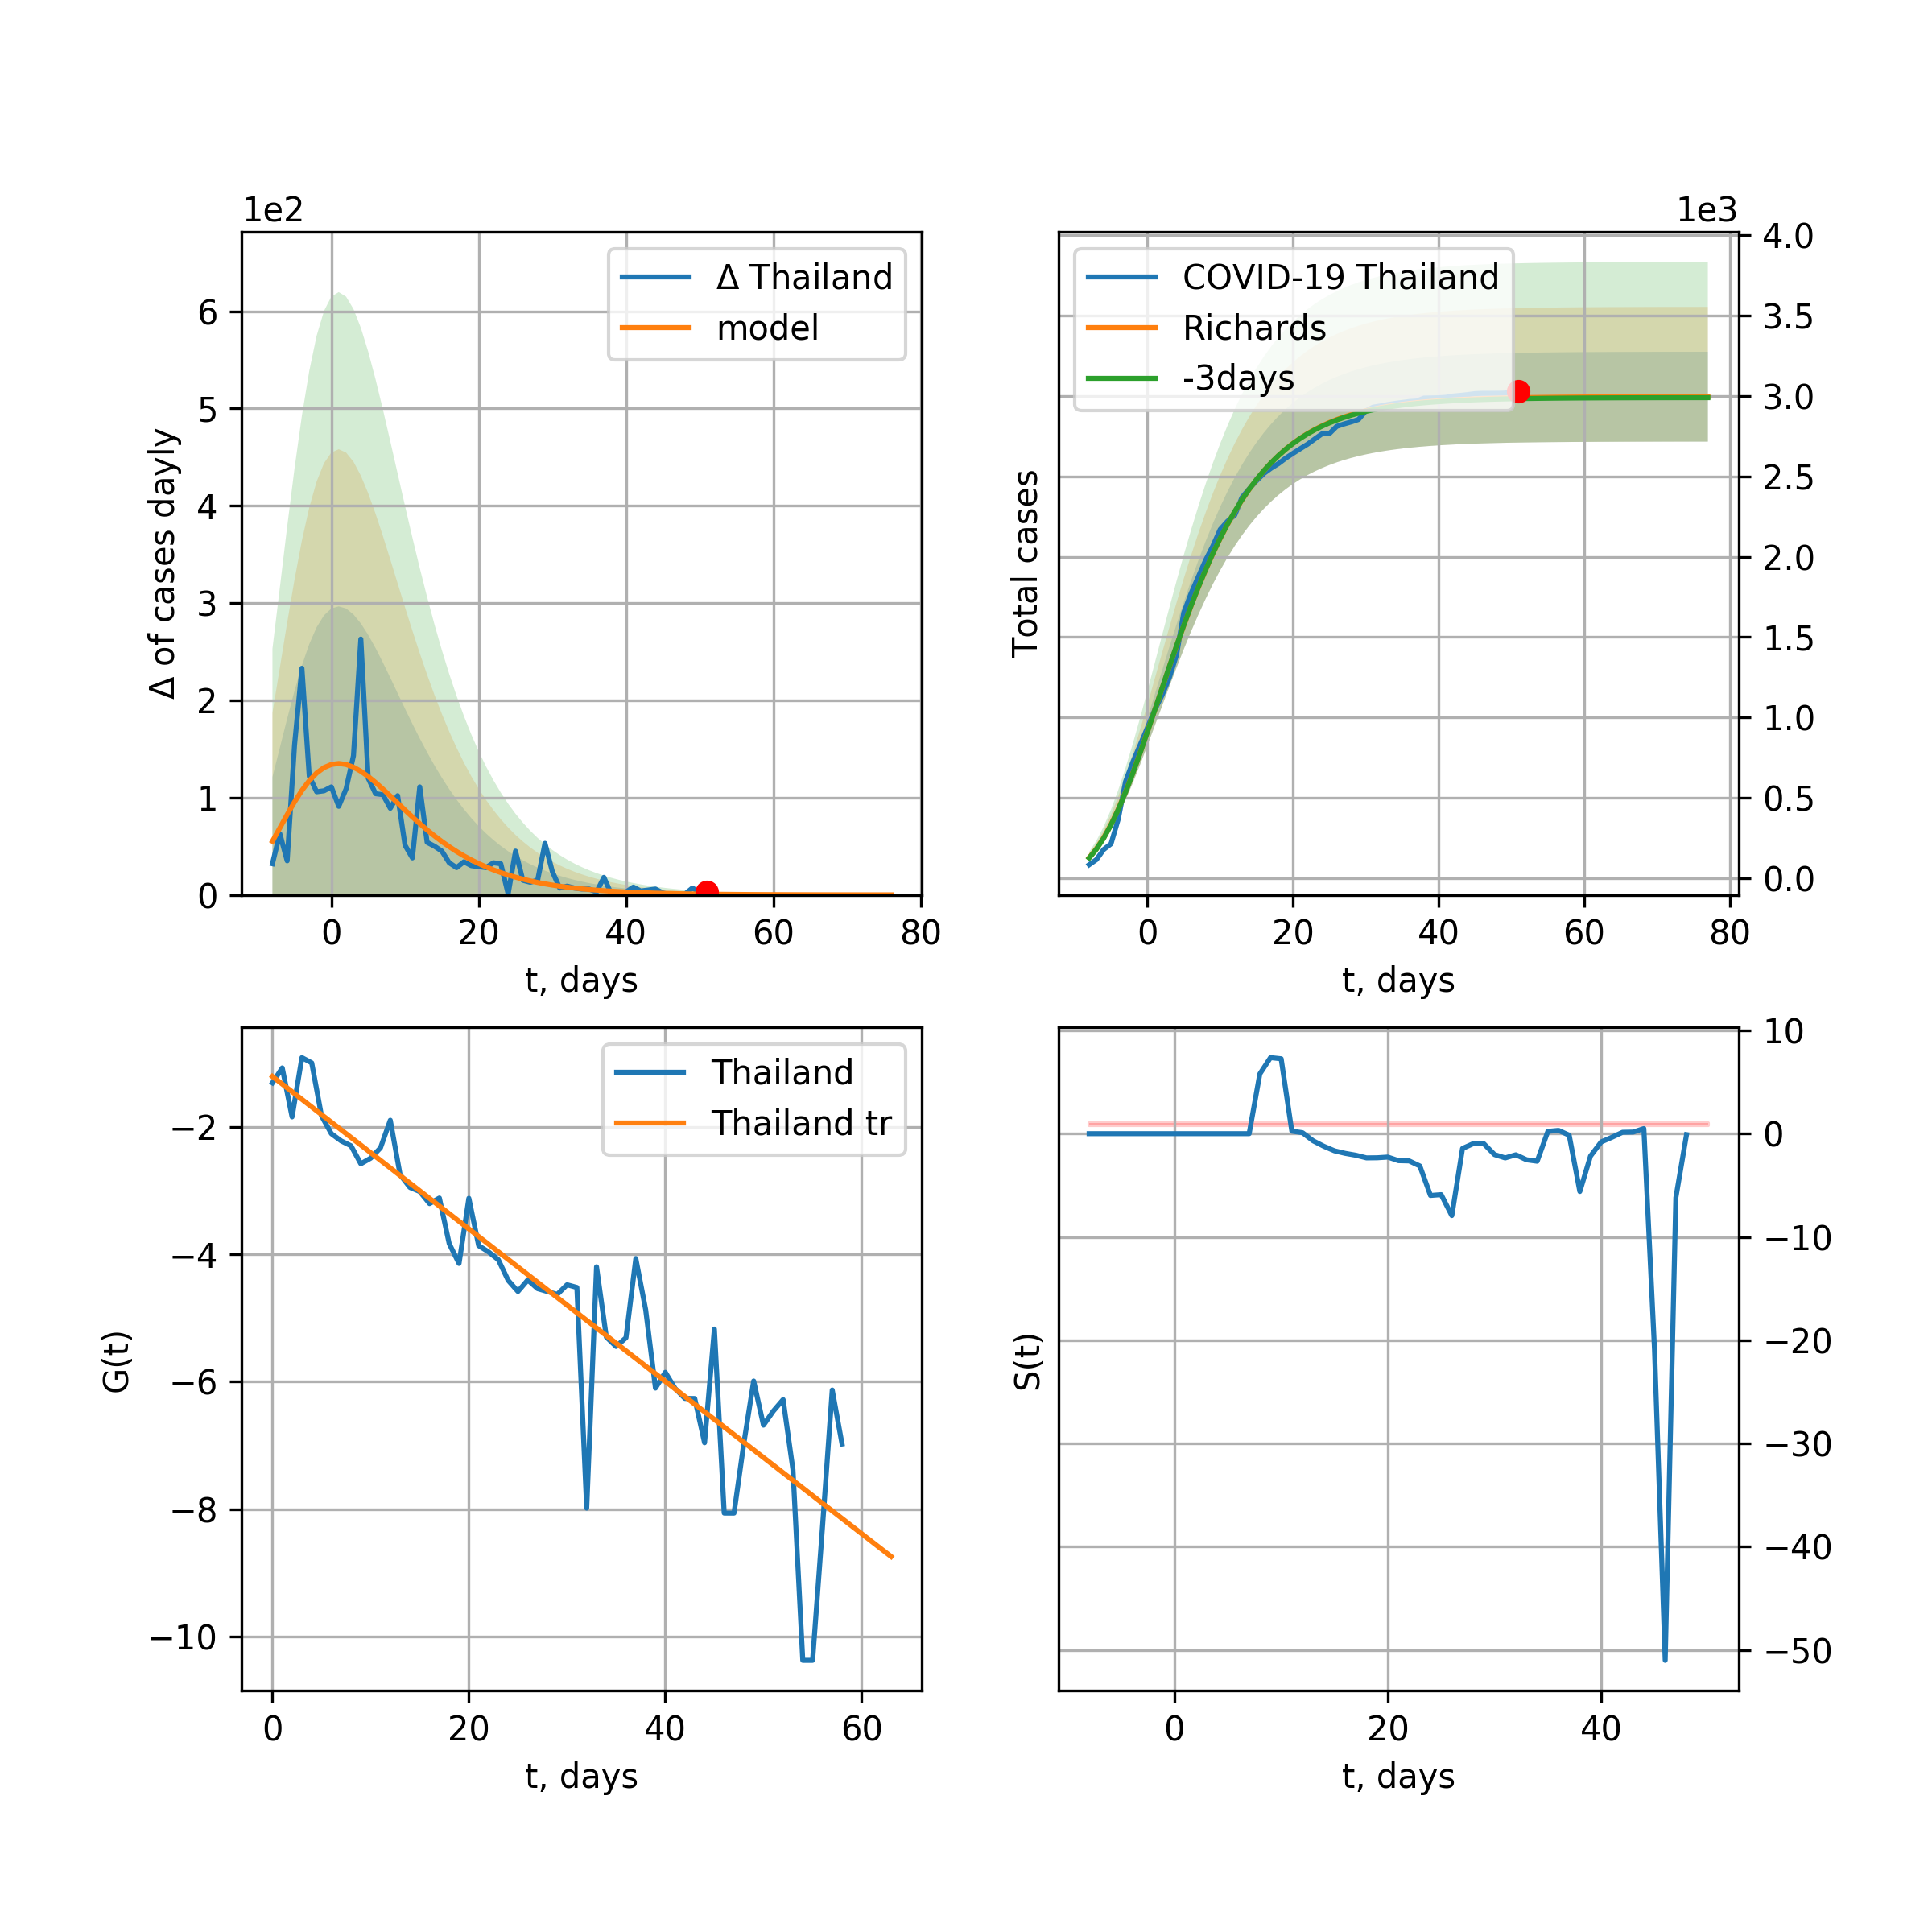 1e2
Δ Thailand
model
6
5
4
3
2
1
0
Δ of cases dayly
0 20 40 60 80
t, days
1e3
COVID-19 Thailand
Richards
-3days
4.0
3.5
3.0
2.5
2.0
1.5
1.0
0.5
0.0
Total cases
0 20 40 60 80
t, days
Thailand
Thailand tr
−2
−4
−6
−8
−10
G(t)
0 20 40 60
t, days
10
0
−10
−20
−30
−40
−50
S(t)
0 20 40
t, days